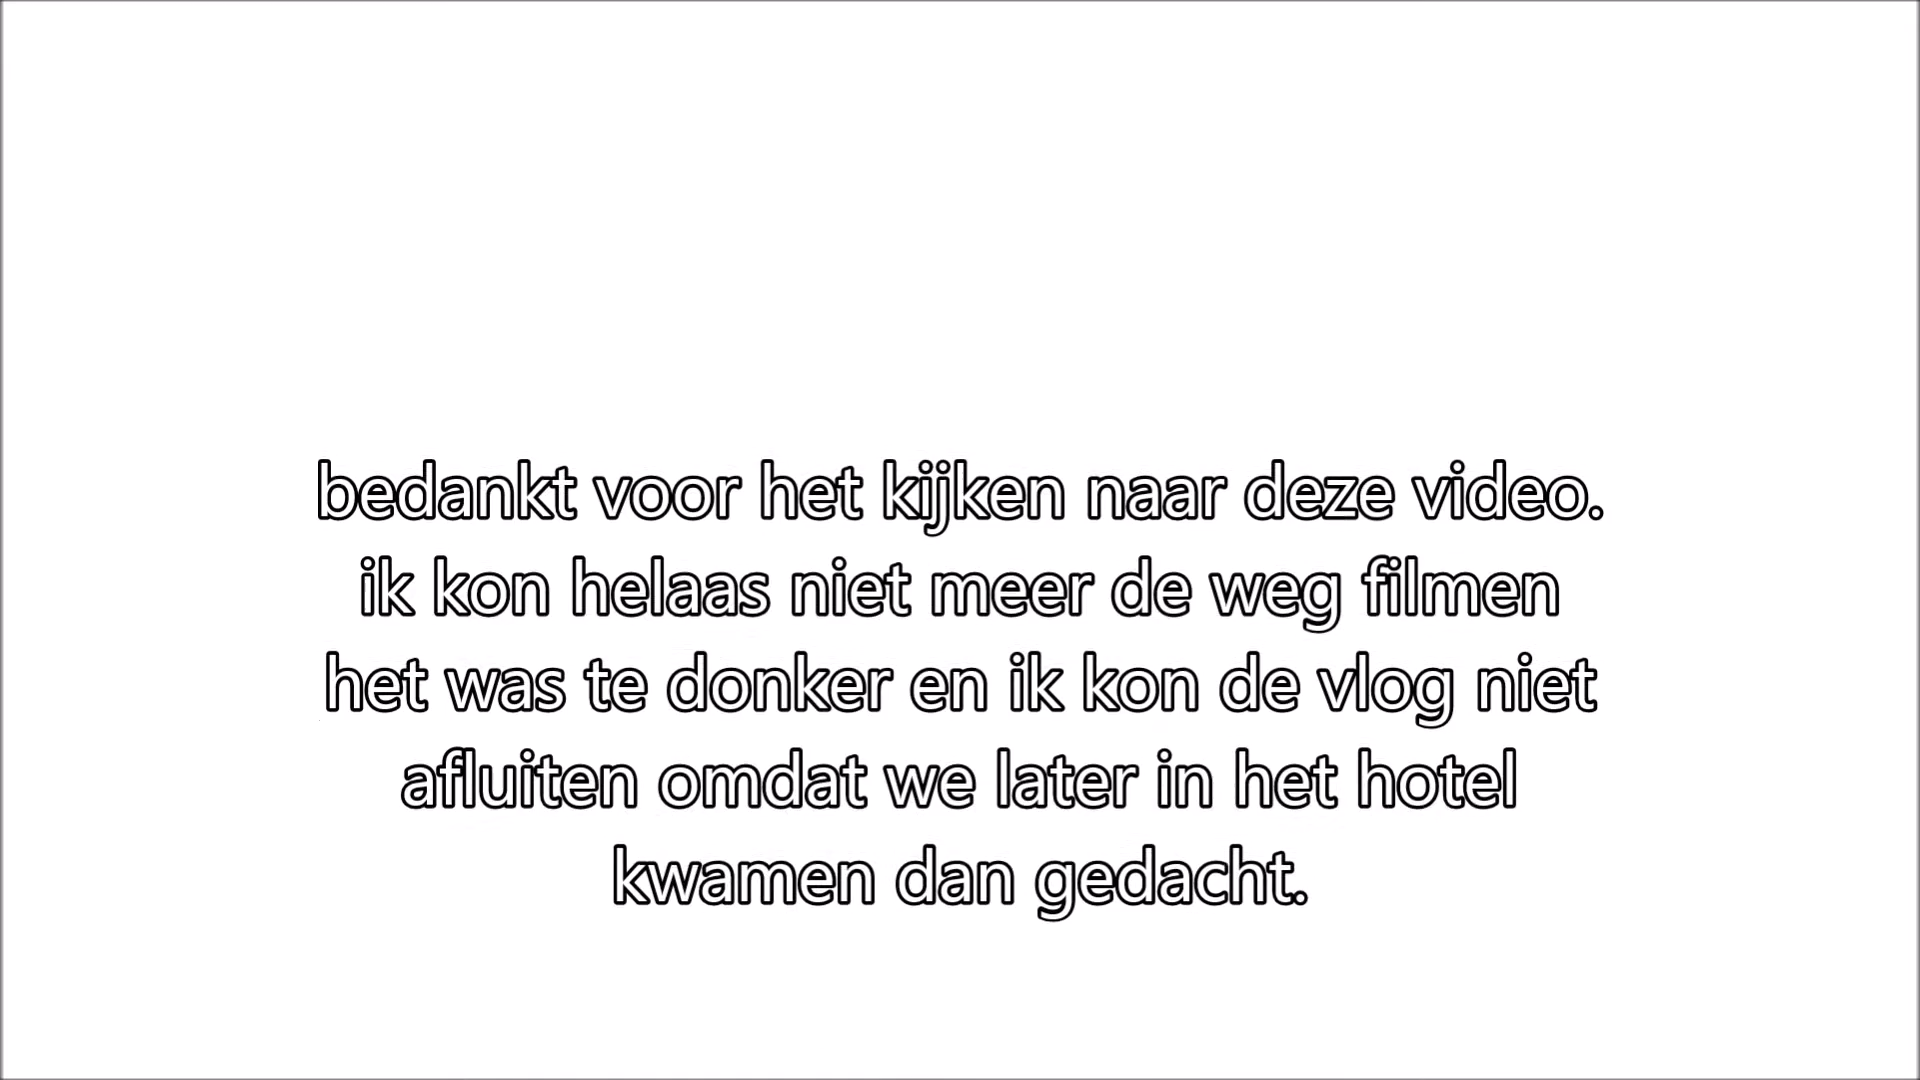 bedankt voor het kijken naar deze video.
ik kon helaas niet meer de weg filmen
het was te donker en ik kon de vlog niet
afluiten omdat we later in het hotel
kwamen dan gedacht.